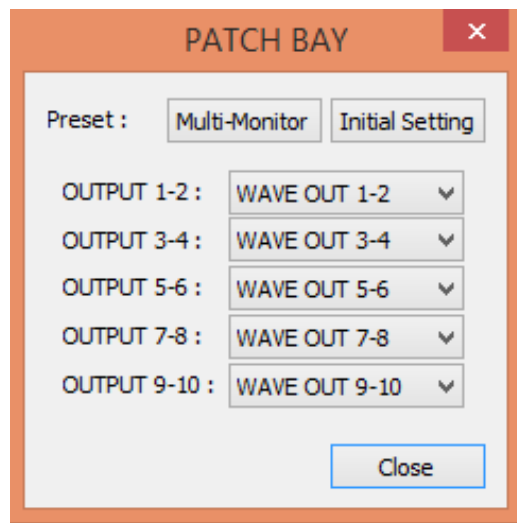 PATCH BAY
Preset : Multi-Monitor Initial Setting
OUTPUT 1-2 : WAVE OUT 1-2
OUTPUT 3-4 : WAVE OUT 3-4
OUTPUT 5-6 : WAVE OUT 5-6
OUTPUT 7-8 : WAVE OUT 7-8
OUTPUT 9-10 : WAVE OUT 9-10
Close